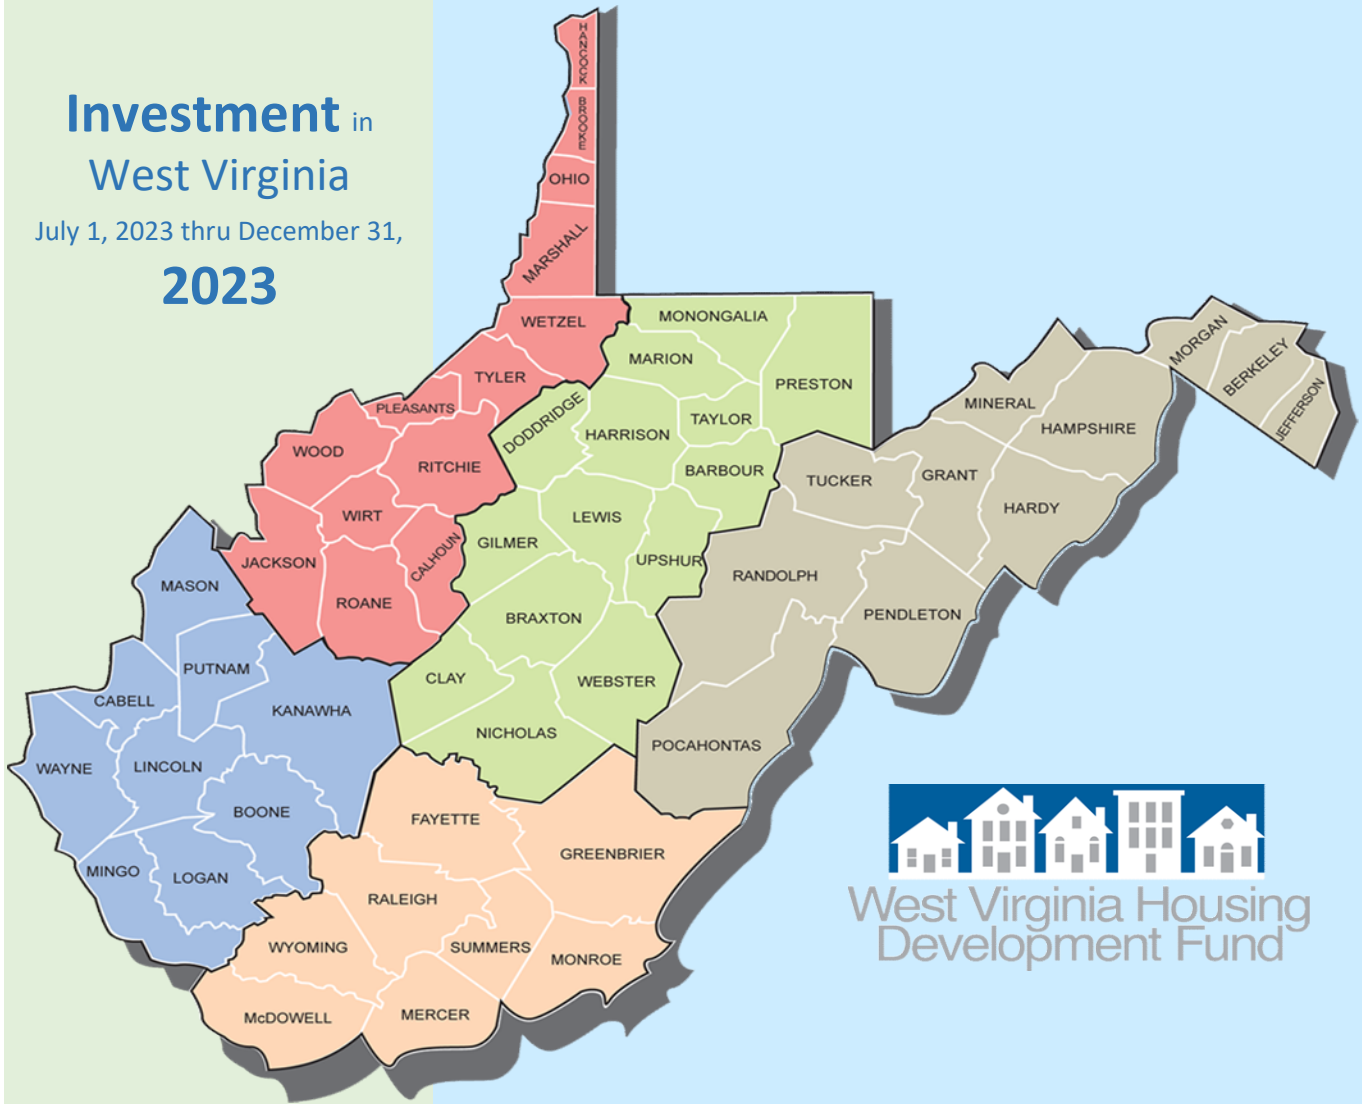 Investment in
West Virginia
July 1, 2023 thru December 31,
2023
HANCOCK
BROOKE
OHIO
MARSHALL
WETZEL
TYLER
PLEASANTS
WOOD
RITCHIE
WIRT
JACKSON
CALHOUN
ROANE
MONONGALIA
MARION
PRESTON
DODDRIDGE
HARRISON
TAYLOR
BARBOUR
LEWIS
GILMER
UPSHUR
BRAXTON
CLAY
WEBSTER
NICHOLAS
MORGAN
BERKELEY
JEFFERSON
MINERAL
HAMPSHIRE
TUCKER
GRANT
HARDY
RANDOLPH
PENDLETON
POCAHONTAS
MASON
PUTNAM
CABELL
KANAWHA
WAYNE
LINCOLN
BOONE
MINGO
LOGAN
FAYETTE
GREENBRIER
RALEIGH
WYOMING
SUMMERS
MONROE
McDOWELL
MERCER
West Virginia Housing
Development Fund